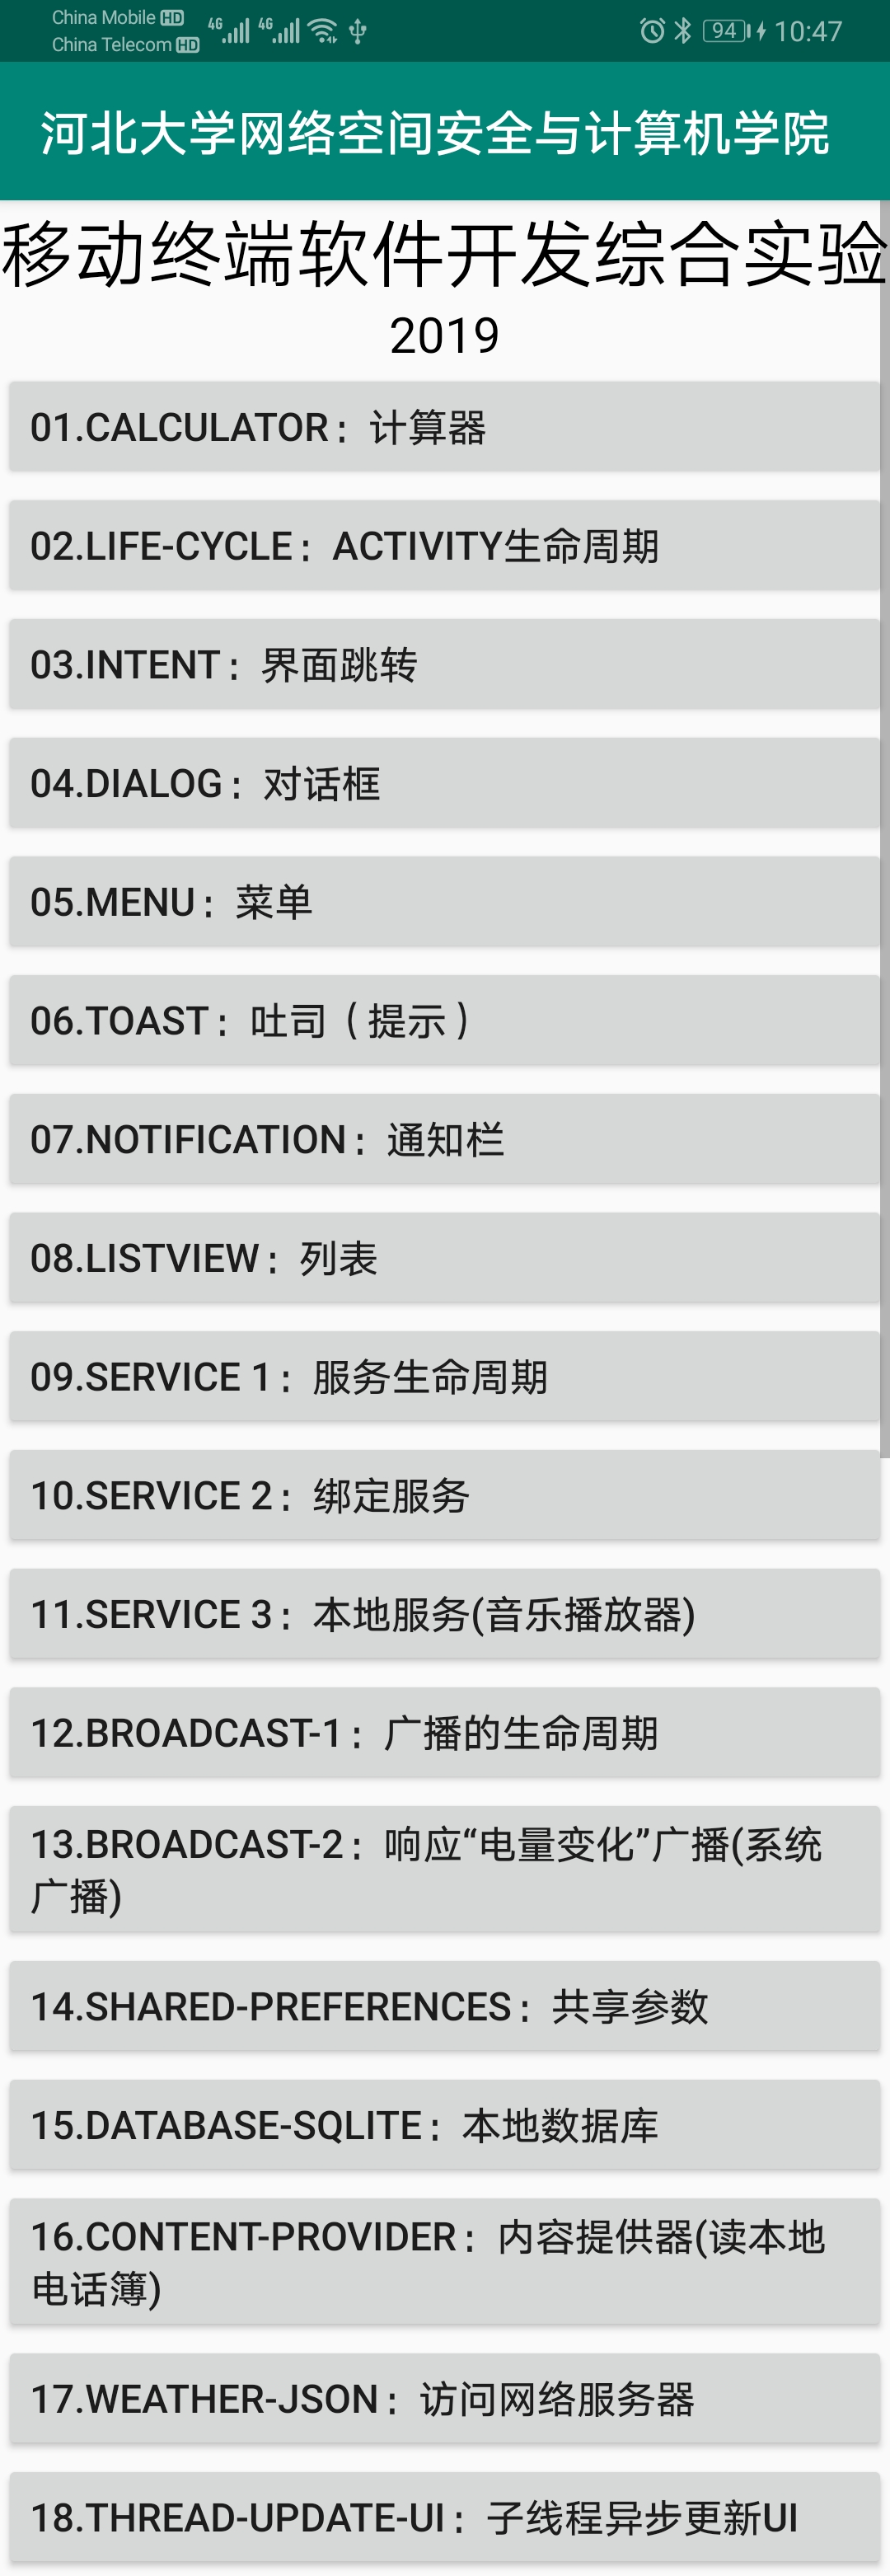 China Mobile HD
China Telecom HD
4G 4G 94 10:47
河北大学网络空间安全与计算机学院
移动终端软件开发综合实验
2019
01.CALCULATOR：计算器
02.LIFE-CYCLE：ACTIVITY生命周期
03.INTENT：界面跳转
04.DIALOG：对话框
05.MENU：菜单
06.TOAST：吐司（提示）
07.NOTIFICATION：通知栏
08.LISTVIEW：列表
09.SERVICE 1：服务生命周期
10.SERVICE 2：绑定服务
11.SERVICE 3：本地服务(音乐播放器)
12.BROADCAST-1：广播的生命周期
13.BROADCAST-2：响应“电量变化”广播(系统
广播)
14.SHARED-PREFERENCES：共享参数
15.DATABASE-SQLITE：本地数据库
16.CONTENT-PROVIDER：内容提供器(读本地
电话簿)
17.WEATHER-JSON：访问网络服务器
18.THREAD-UPDATE-UI：子线程异步更新UI